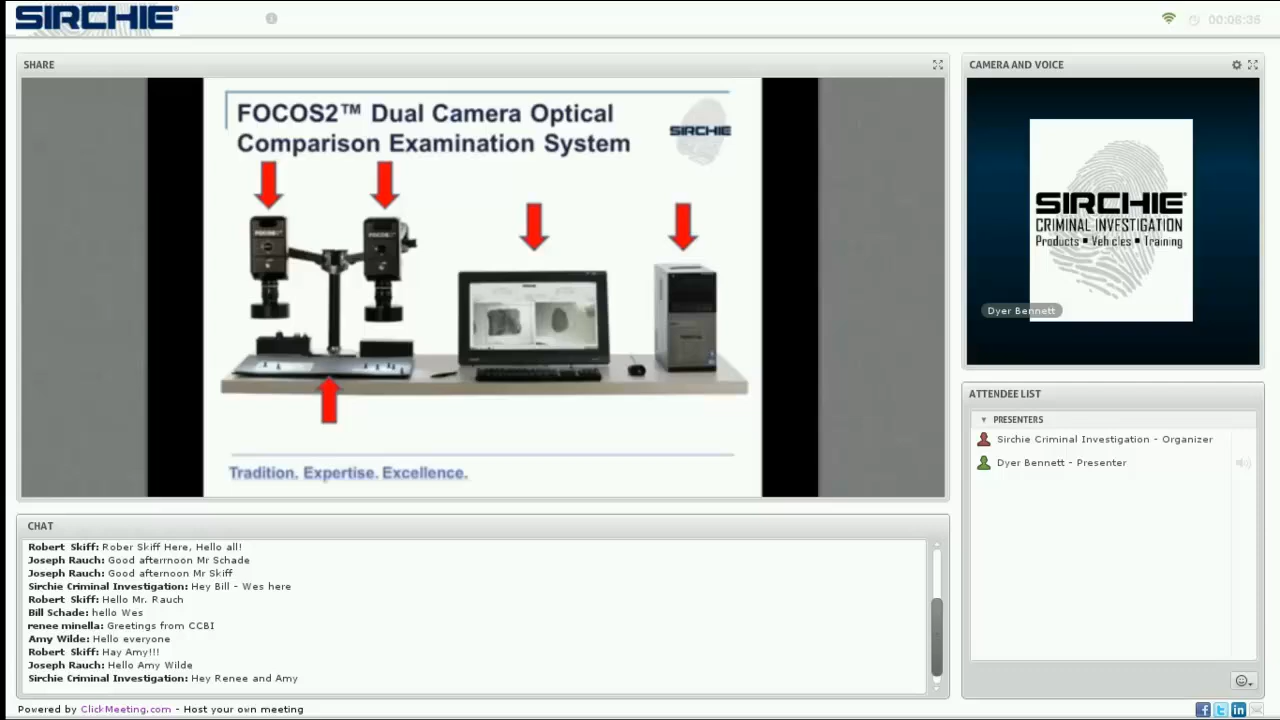 SIRCHIE®
00:06:36
SHARE
FOCOS2™ Dual Camera Optical
Comparison Examination System
SIRCHIE
FOCOS2
FOCOS2
Tradition. Expertise. Excellence.
CAMERA AND VOICE
SIRCHIE®
CRIMINAL INVESTIGATION
Products ▪ Vehicles ▪ Training
Dyer Bennett
ATTENDEE LIST
PRESENTERS
Sirchie Criminal Investigation - Organizer
Dyer Bennett - Presenter
CHAT
Robert Skiff: Rober Skiff Here, Hello all!
Joseph Rauch: Good afterrnoon Mr Schade
Joseph Rauch: Good afternoon Mr Skiff
Sirchie Criminal Investigation: Hey Bill - Wes here
Robert Skiff: Hello Mr. Rauch
Bill Schade: hello Wes
renee minella: Greetings from CCBI
Amy Wilde: Hello everyone
Robert Skiff: Hay Amy!!!
Joseph Rauch: Hello Amy Wilde
Sirchie Criminal Investigation: Hey Renee and Amy
Powered by ClickMeeting.com - Host your own meeting